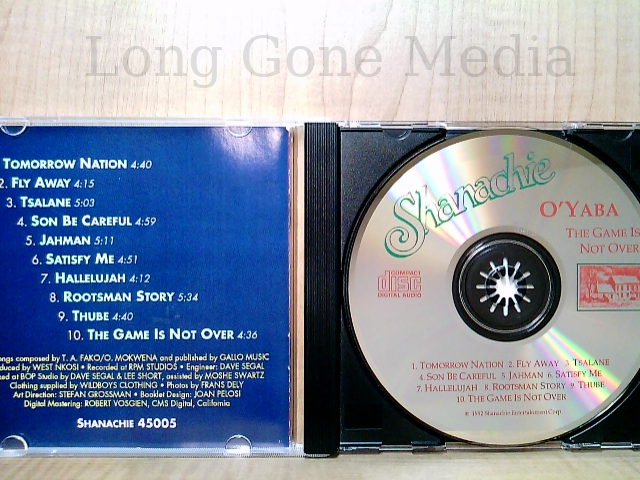 Long Gone Media
TOMORROW NATION 4:40
2. FLY AWAY 4:15
3. TSALANE 5:03
4. SON BE CAREFUL 4:59
5. JAHMAN 5:11
6. SATISFY ME 4:51
7. HALLELUJAH 4:12
8. ROOTSMAN STORY 5:34
9. THUBE 4:40
10. THE GAME IS NOT OVER 4:36
composed by T. A. FAKO/O. MOKWENA and published by GALLO MUSIC
by WEST NKOSI • Recorded at RPM STUDIOS • Engineer: DAVE SEGAL
at BOP Studio by DAVE SEGAL & LEE SHORT, assisted by MOSHE SWARTZ
Clothing supplied by WILDBOYS CLOTHING • Photos by FRANS DELY
Art Direction: STEFAN GROSSMAN • Booklet Design: JOAN PELOSI
Digital Mastering: ROBERT VOSGIEN, CMS Digital, California
SHANACHIE 45005
Shanachie
O'YABA
THE GAME IS
NOT OVER
COMPACT
disc
DIGITAL AUDIO
1. TOMORROW NATION 2. FLY AWAY 3. TSALANE
4. SON BE CAREFUL 5. JAHMAN 6. SATISFY ME
7. HALLELUJAH 8. ROOTSMAN STORY 9. THUBE
10. THE GAME IS NOT OVER
℗ 1992 Shanachie Entertainment Corp.